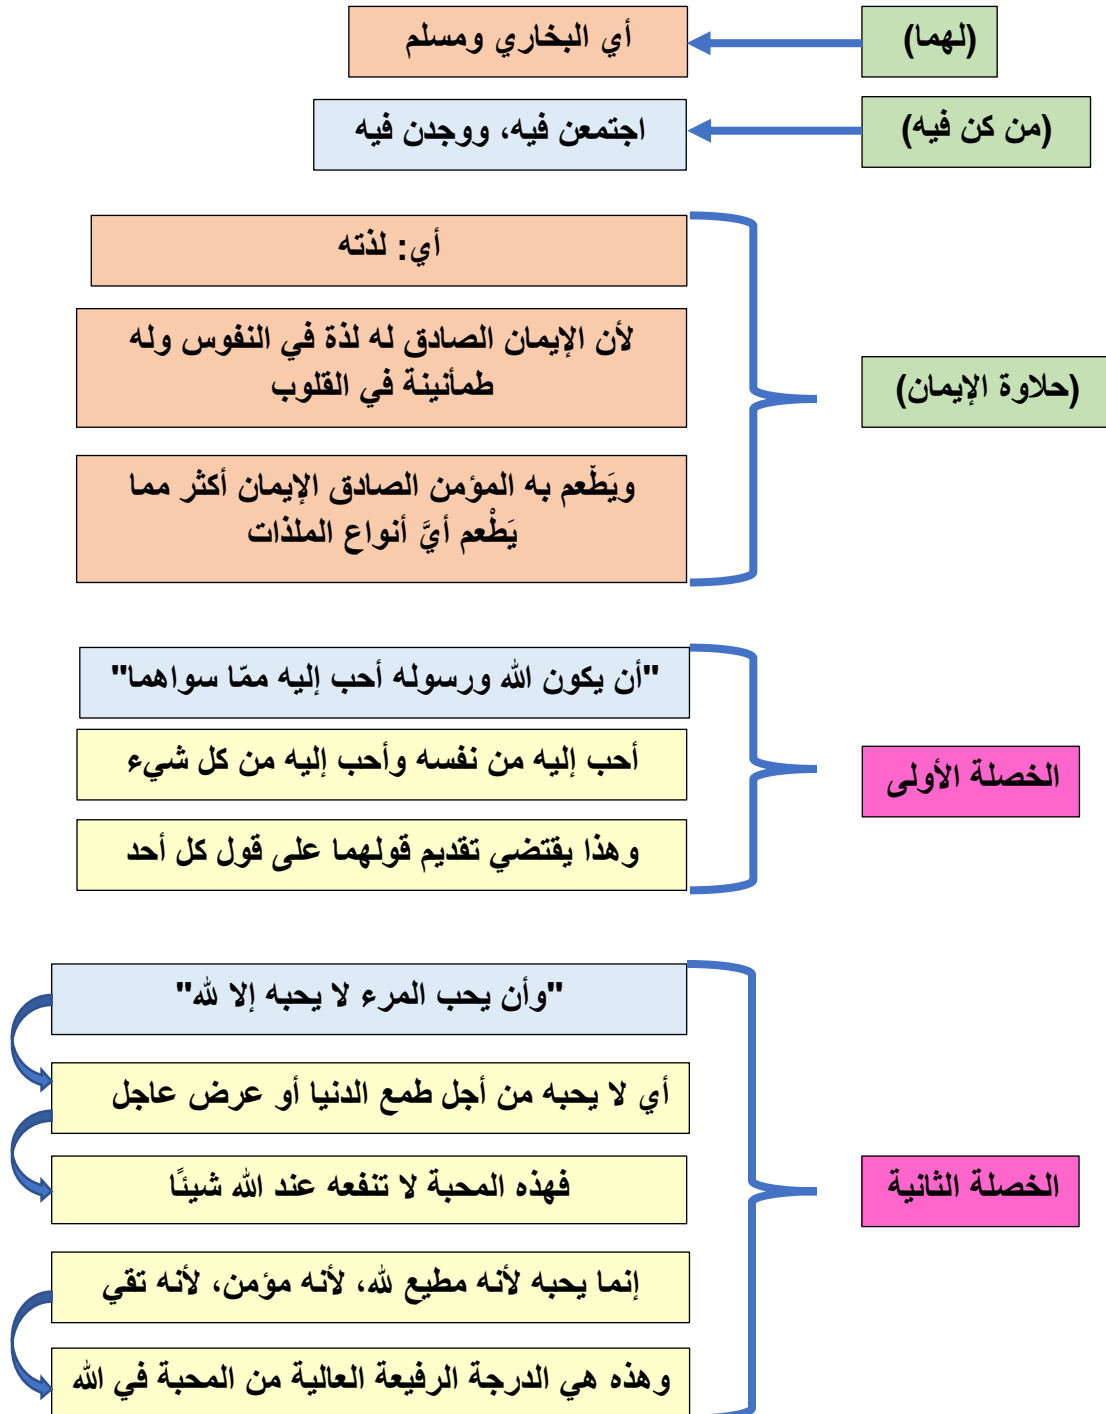 (لهما)
أي البخاري ومسلم
(من كن فيه)
اجتمعن فيه، ووجدن فيه
(حلاوة الإيمان)
أي: لذته
لأن الإيمان الصادق له لذة في النفوس وله
طمأنينة في القلوب
ويَطْعم به المؤمن الصادق الإيمان أكثر مما
يَطْعم أيَّ أنواع الملذات
الخصلة الأولى
"أن يكون الله ورسوله أحب إليه ممّا سواهما"
أحب إليه من نفسه وأحب إليه من كل شيء
وهذا يقتضي تقديم قولهما على قول كل أحد
الخصلة الثانية
"وأن يحب المرء لا يحبه إلا لله"
أي لا يحبه من أجل طمع الدنيا أو عرض عاجل
فهذه المحبة لا تنفعه عند الله شيئًا
إنما يحبه لأنه مطيع لله، لأنه مؤمن، لأنه تقي
وهذه هي الدرجة الرفيعة العالية من المحبة في الله